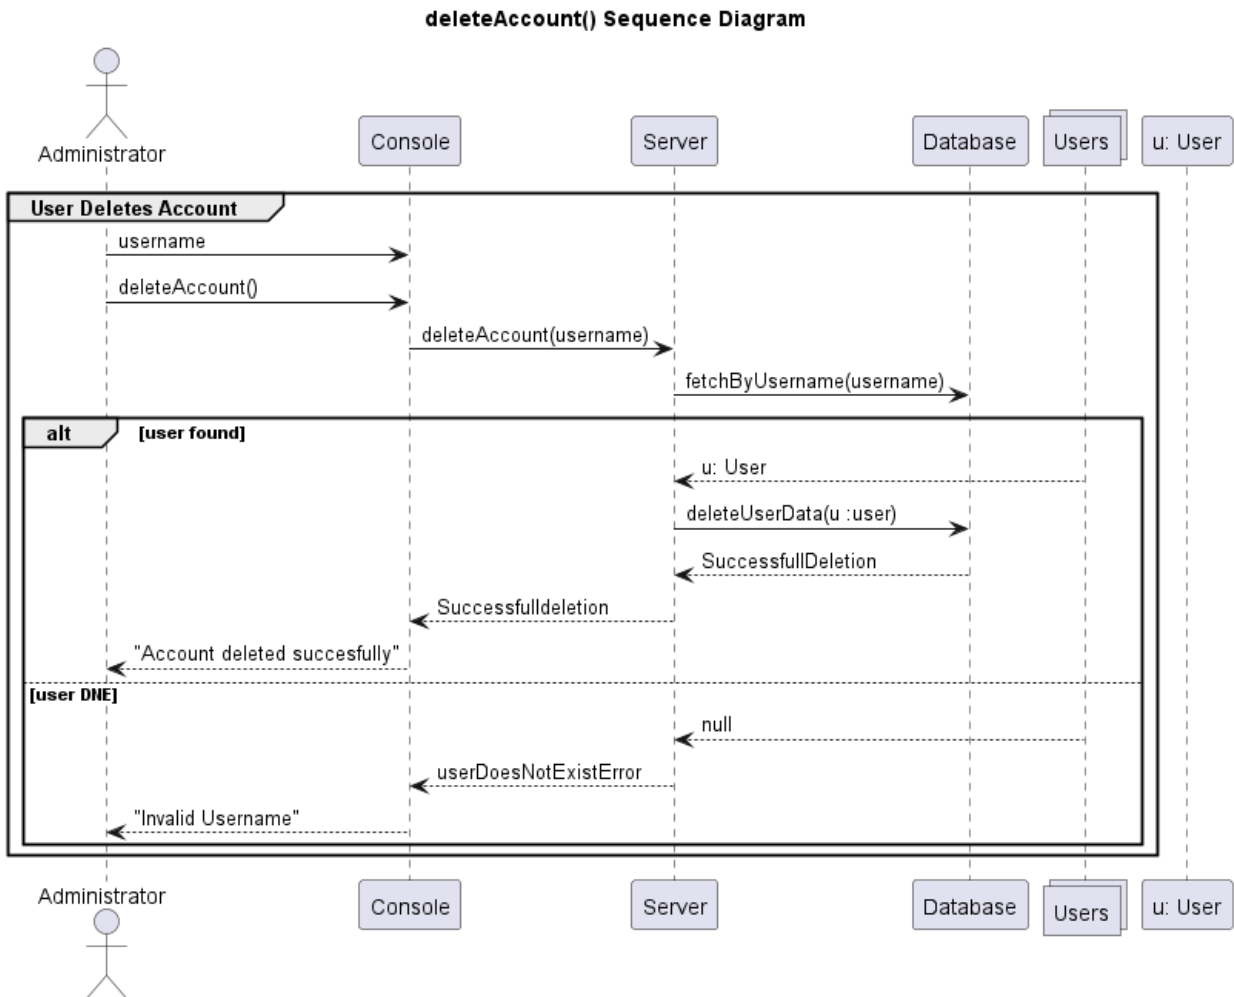 deleteAccount() Sequence Diagram
Administrator
Console
Server
Database
Users
u: User
User Deletes Account
username
deleteAccount()
deleteAccount(username)
fetchByUsername(username)
alt [user found]
u: User
deleteUserData(u :user)
SuccessfullDeletion
Successfulldeletion
"Account deleted succesfully"
[user DNE]
null
userDoesNotExistError
"Invalid Username"
Administrator
Console
Server
Database
Users
u: User